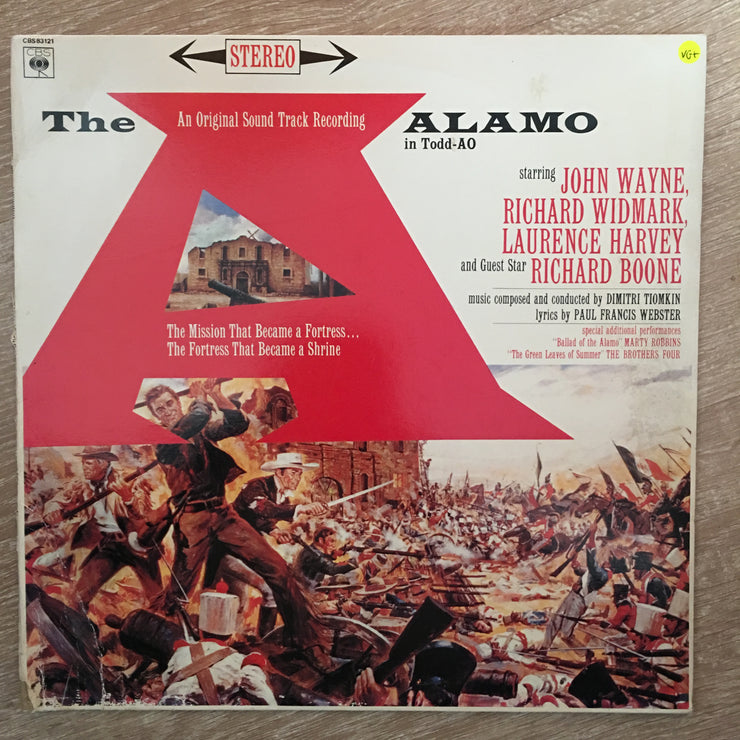 CBS 83121
CBS
STEREO
VG+
The ALAMO
An Original Sound Track Recording
in Todd-AO
starring JOHN WAYNE,
RICHARD WIDMARK,
LAURENCE HARVEY
and Guest Star RICHARD BOONE
music composed and conducted by DIMITRI TIOMKIN
lyrics by PAUL FRANCIS WEBSTER
special additional performances
"Ballad of the Alamo" MARTY ROBBINS
"The Green Leaves of Summer" THE BROTHERS FOUR
The Mission That Became a Fortress...
The Fortress That Became a Shrine